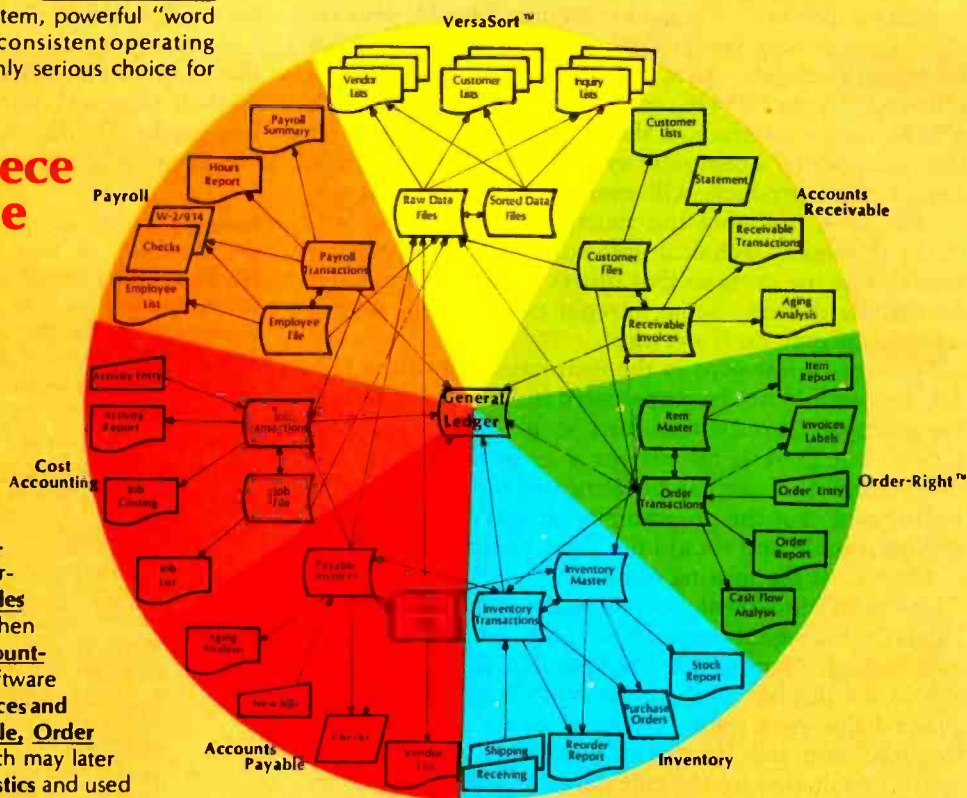 tem, powerful “word
consistent operating
nly serious choice for
ece
e
VersaSort™
Vendor
Lists
Customer
Lists
Inquiry
Lists
Raw Data
Files
Sorted Data
Files
Payroll
Payroll
Summary
Hours
Report
W-2/914
Checks
Employee
List
Payroll
Transactions
Employee
File
Accounts
Receivable
Customer
Lists
Statement
Receivable
Transactions
Aging
Analysis
Customer
Files
Receivable
Invoices
General
Ledger
Cost
Accounting
Activity Entry
Activity
Report
Job
Costing
Job
List
Job
Transactions
Job
File
Order-Right™
Item
Report
Invoices
Labels
Order Entry
Order
Report
Cash Flow
Analysis
Item
Master
Order
Transactions
Accounts
Payable
Payable
Invoices
Aging
Analysis
New Bills
Checks
Vendor
List
Inventory
Inventory
Master
Inventory
Transactions
Stock
Report
Purchase
Orders
Reorder
Report
Shipping
Receiving
r-
les
hen
ount-
ftware
ces and
le, Order
ch may later
stics and used